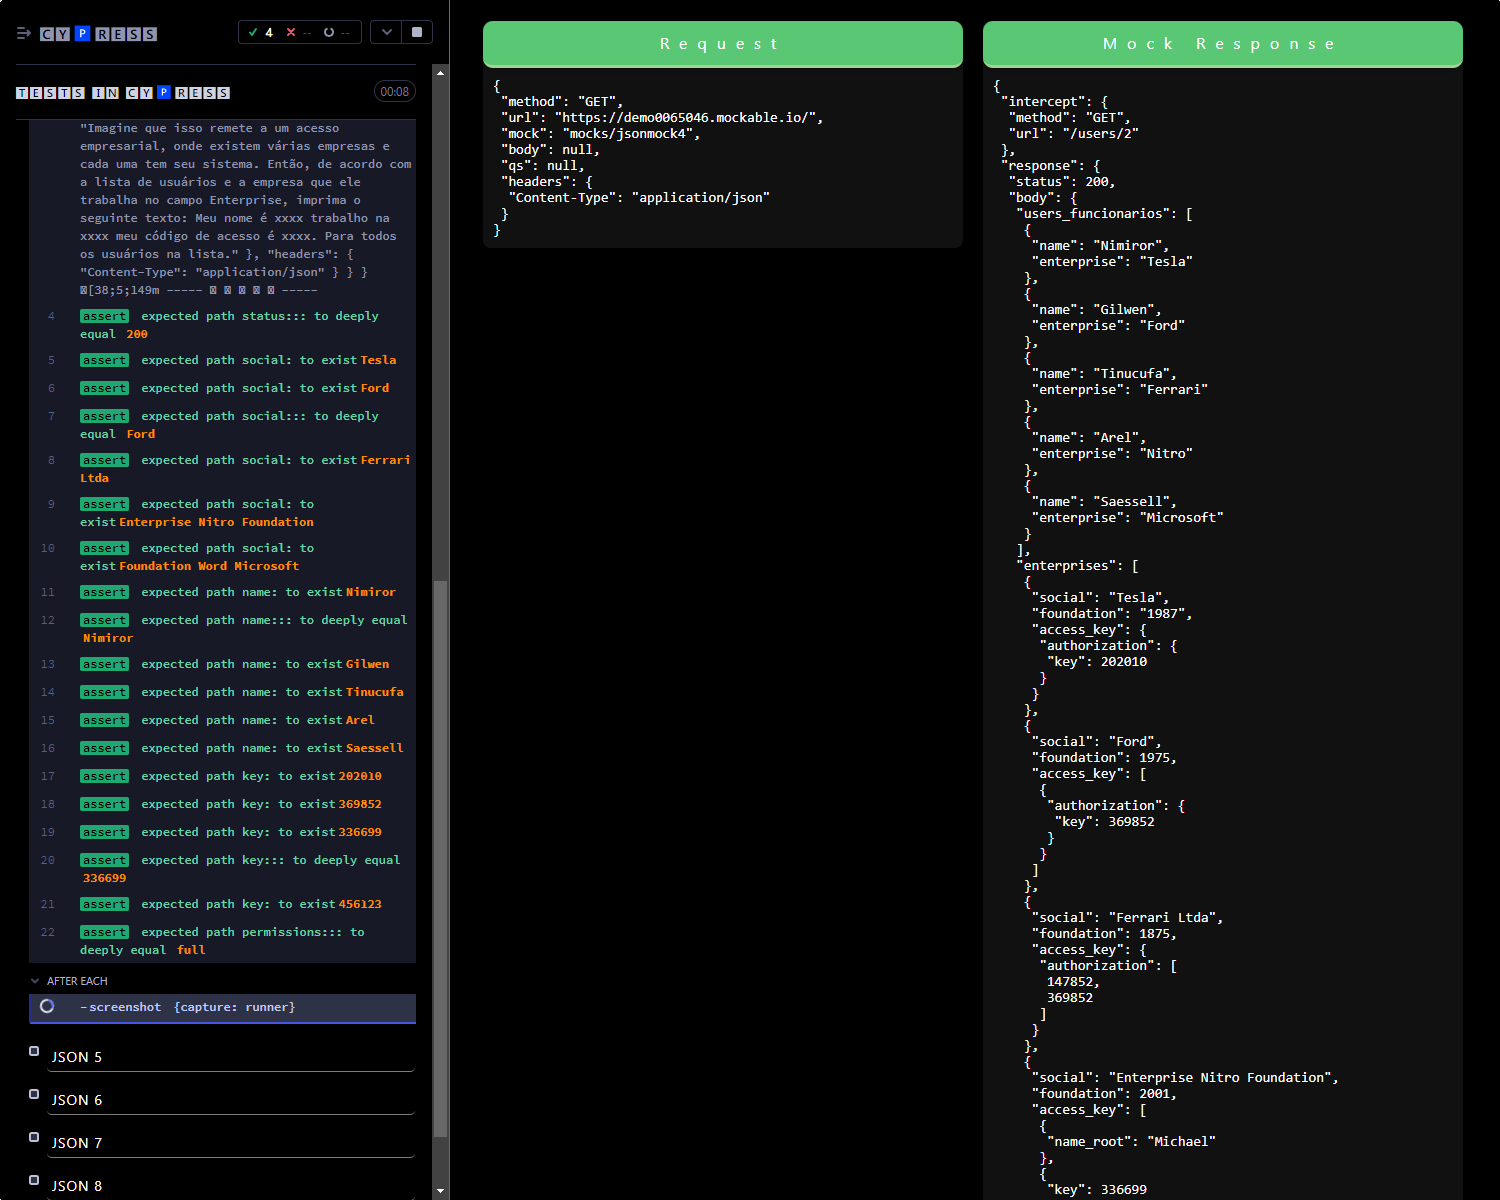 CYPRESS
4
--
--
TESTS IN CYPRESS
00:08
"Imagine que isso remete a um acesso
empresarial, onde existem várias empresas e
cada uma tem seu sistema. Então, de acordo com
a lista de usuários e a empresa que ele
trabalha no campo Enterprise, imprima o
seguinte texto: Meu nome é xxxx trabalho na
xxxx meu código de acesso é xxxx. Para todos
os usuários na lista." }, "headers": {
"Content-Type": "application/json" } } }
[38;5;149m ----- -----
4 assert expected path status::: to deeply
equal 200
5 assert expected path social: to exist Tesla
6 assert expected path social: to exist Ford
7 assert expected path social::: to deeply
equal Ford
8 assert expected path social: to exist Ferrari
Ltda
9 assert expected path social: to
exist Enterprise Nitro Foundation
10 assert expected path social: to
exist Foundation Word Microsoft
11 assert expected path name: to exist Nimiror
12 assert expected path name::: to deeply equal
Nimiror
13 assert expected path name: to exist Gilwen
14 assert expected path name: to exist Tinucufa
15 assert expected path name: to exist Arel
16 assert expected path name: to exist Saessell
17 assert expected path key: to exist 202010
18 assert expected path key: to exist 369852
19 assert expected path key: to exist 336699
20 assert expected path key::: to deeply equal
336699
21 assert expected path key: to exist 456123
22 assert expected path permissions::: to
deeply equal full
AFTER EACH
-screenshot {capture: runner}
JSON 5
JSON 6
JSON 7
JSON 8
Request
{
"method": "GET",
"url": "https://demo0065046.mockable.io/",
"mock": "mocks/jsonmock4",
"body": null,
"qs": null,
"headers": {
"Content-Type": "application/json"
}
}
Mock Response
{
"intercept": {
"method": "GET",
"url": "/users/2"
},
"response": {
"status": 200,
"body": {
"users_funcionarios": [
{
"name": "Nimiror",
"enterprise": "Tesla"
},
{
"name": "Gilwen",
"enterprise": "Ford"
},
{
"name": "Tinucufa",
"enterprise": "Ferrari"
},
{
"name": "Arel",
"enterprise": "Nitro"
},
{
"name": "Saessell",
"enterprise": "Microsoft"
}
],
"enterprises": [
{
"social": "Tesla",
"foundation": "1987",
"access_key": {
"authorization": {
"key": 202010
}
}
},
{
"social": "Ford",
"foundation": 1975,
"access_key": [
{
"authorization": {
"key": 369852
}
}
]
},
{
"social": "Ferrari Ltda",
"foundation": 1875,
"access_key": {
"authorization": [
147852,
369852
]
}
},
{
"social": "Enterprise Nitro Foundation",
"foundation": 2001,
"access_key": [
{
"name_root": "Michael"
},
{
"key": 336699